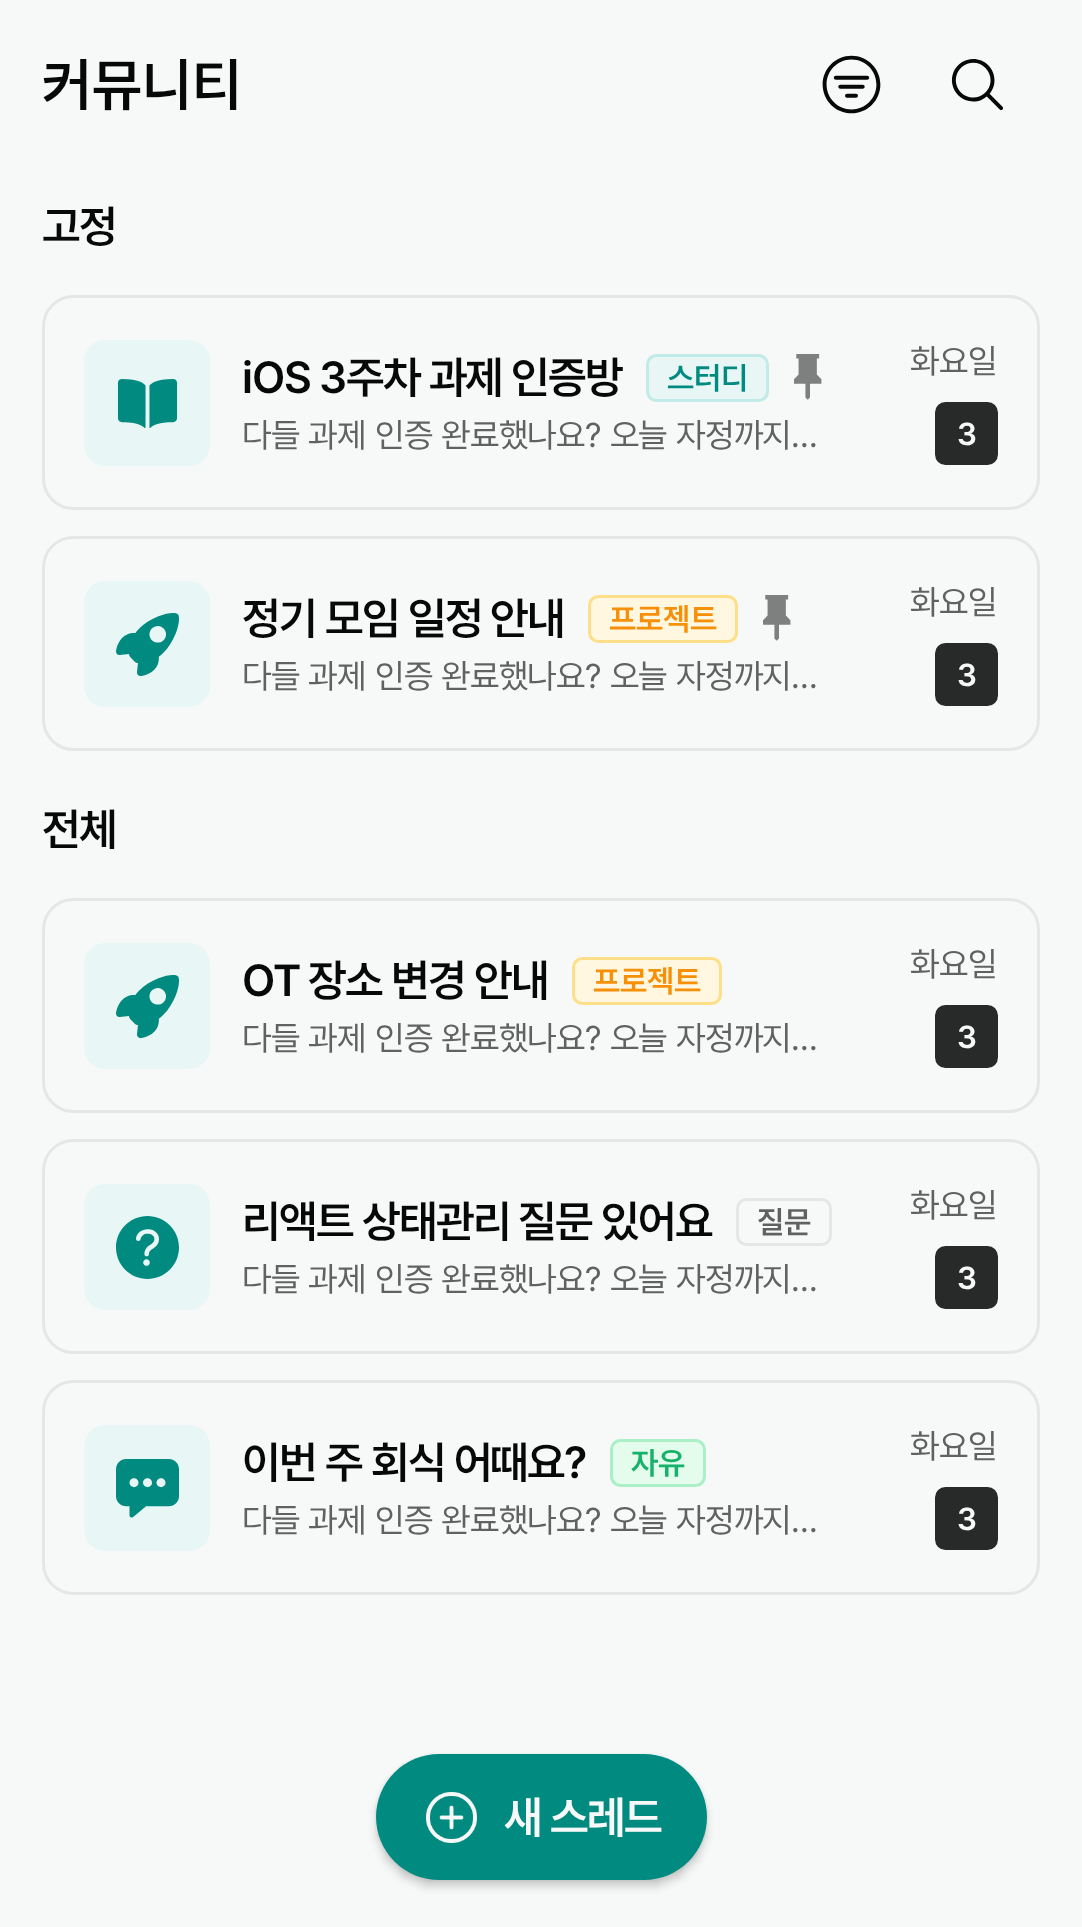 커뮤니티
고정
iOS 3주차 과제 인증방 스터디 화요일
다들 과제 인증 완료했나요? 오늘 자정까지... 3
정기 모임 일정 안내 프로젝트 화요일
다들 과제 인증 완료했나요? 오늘 자정까지... 3
전체
OT 장소 변경 안내 프로젝트 화요일
다들 과제 인증 완료했나요? 오늘 자정까지... 3
리액트 상태관리 질문 있어요 질문 화요일
다들 과제 인증 완료했나요? 오늘 자정까지... 3
이번 주 회식 어때요? 자유 화요일
다들 과제 인증 완료했나요? 오늘 자정까지... 3
새 스레드